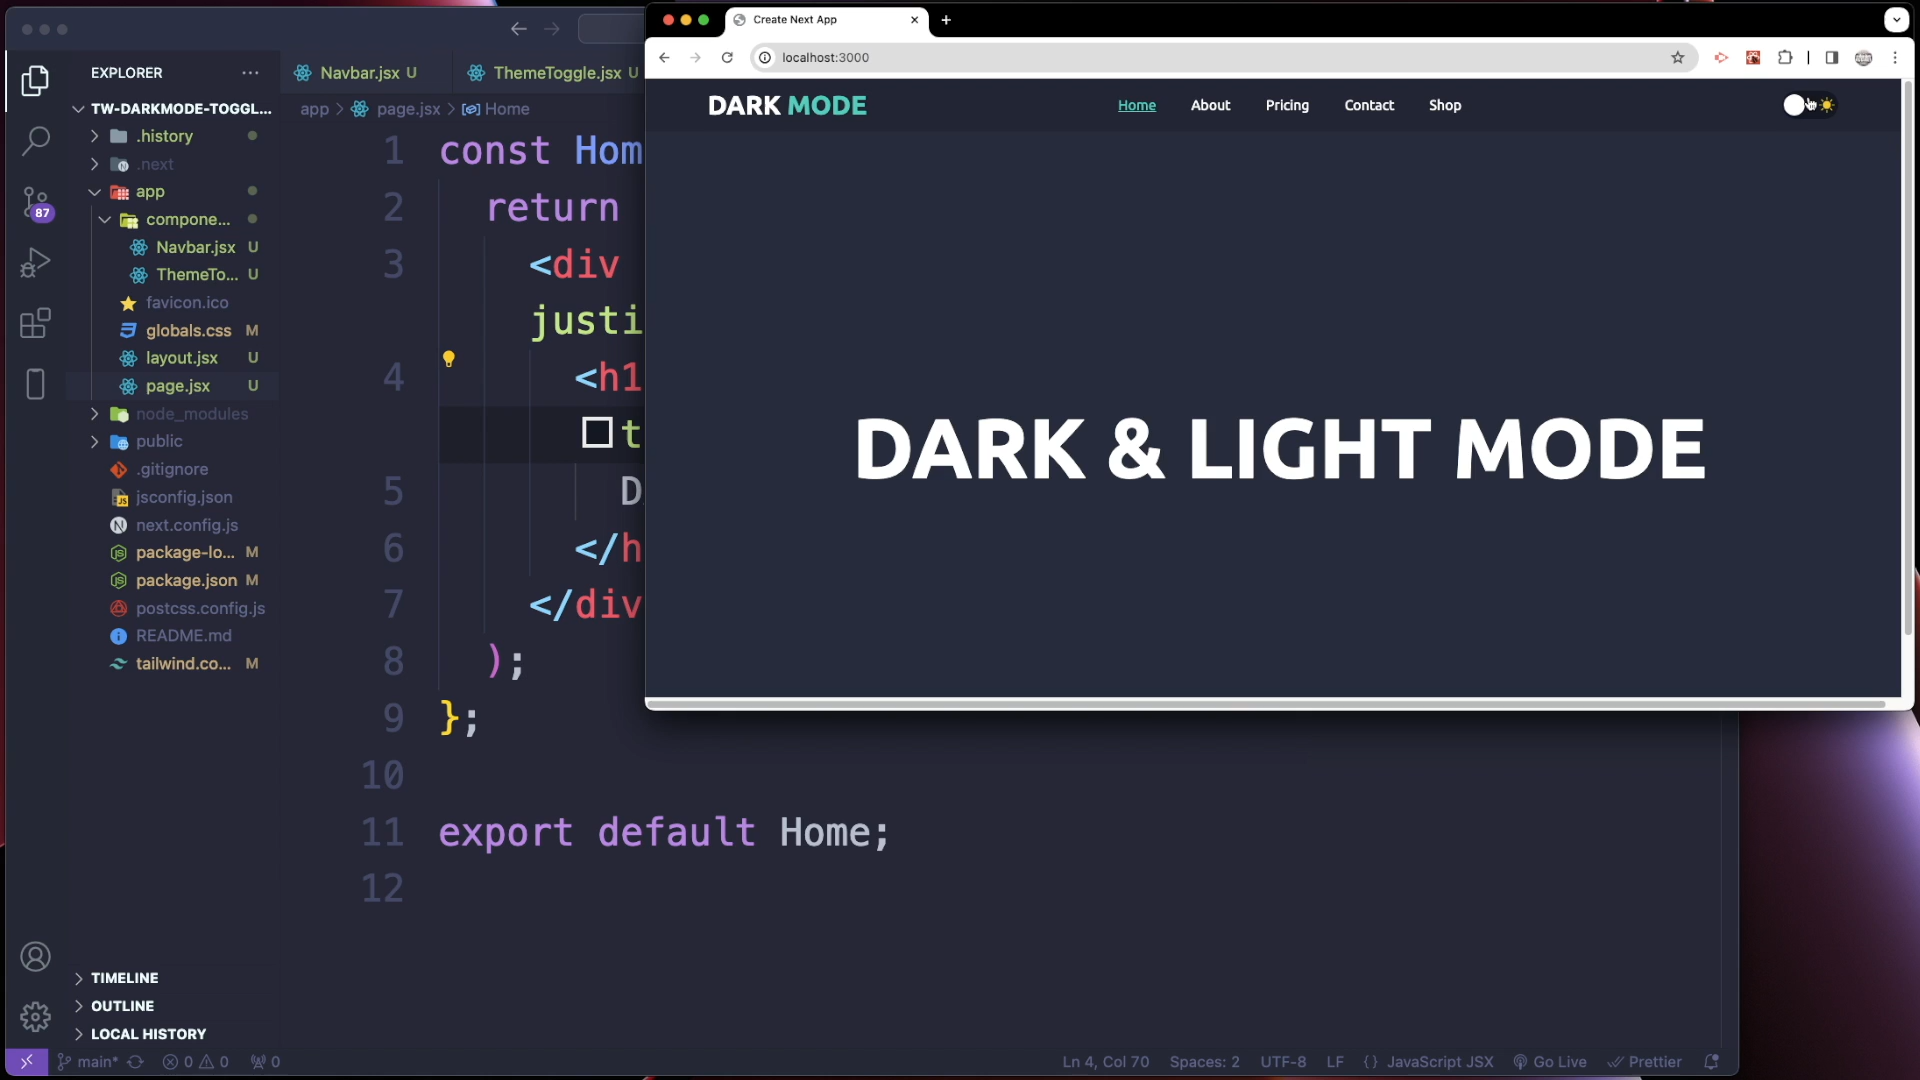 EXPLORER
TW-DARKMODE-TOGGL...
.history
.next
app
compone...
Navbar.jsx U
ThemeTo... U
favicon.ico
globals.css M
layout.jsx U
page.jsx U
node_modules
public
.gitignore
jsconfig.json
next.config.js
package-lo... M
package.json M
postcss.config.js
README.md
tailwind.co... M
87
TIMELINE
OUTLINE
LOCAL HISTORY
Navbar.jsx U
ThemeToggle.jsx U
app > page.jsx > Home
1 const Hom
2 return
3 <div
justi
4 <h1
t
5 D
6 </h
7 </div
8 );
9 };
10
11 export default Home;
12
Create Next App
localhost:3000
DARK MODE
Home
About
Pricing
Contact
Shop
DARK & LIGHT MODE
main*
0
0
0
Ln 4, Col 70
Spaces: 2
UTF-8
LF
{ } JavaScript JSX
Go Live
Prettier